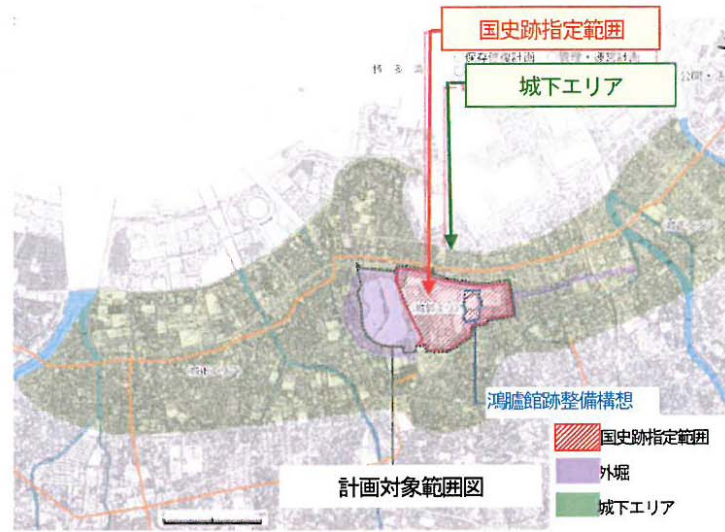 国史跡指定範囲
城下エリア
鴻臚館跡整備構想
計画対象範囲図
国史跡指定範囲
外堀
城下エリア